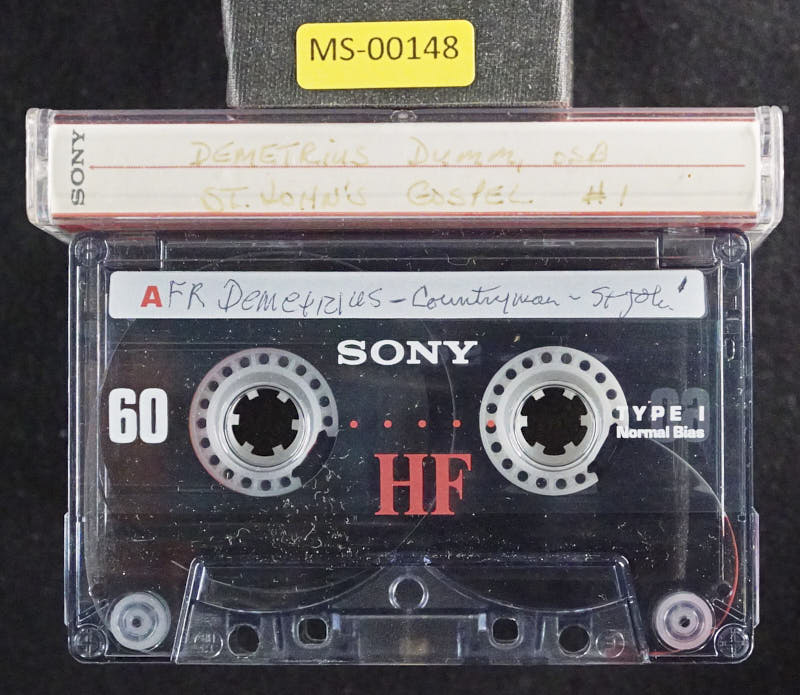 MS-00148
SONY
DEMETRIUS DUMM, OSB
ST. JOHN'S GOSPEL #1
A FR DEMETRIUS - Countryman - St John
SONY
60
TYPE I
Normal Bias
HF